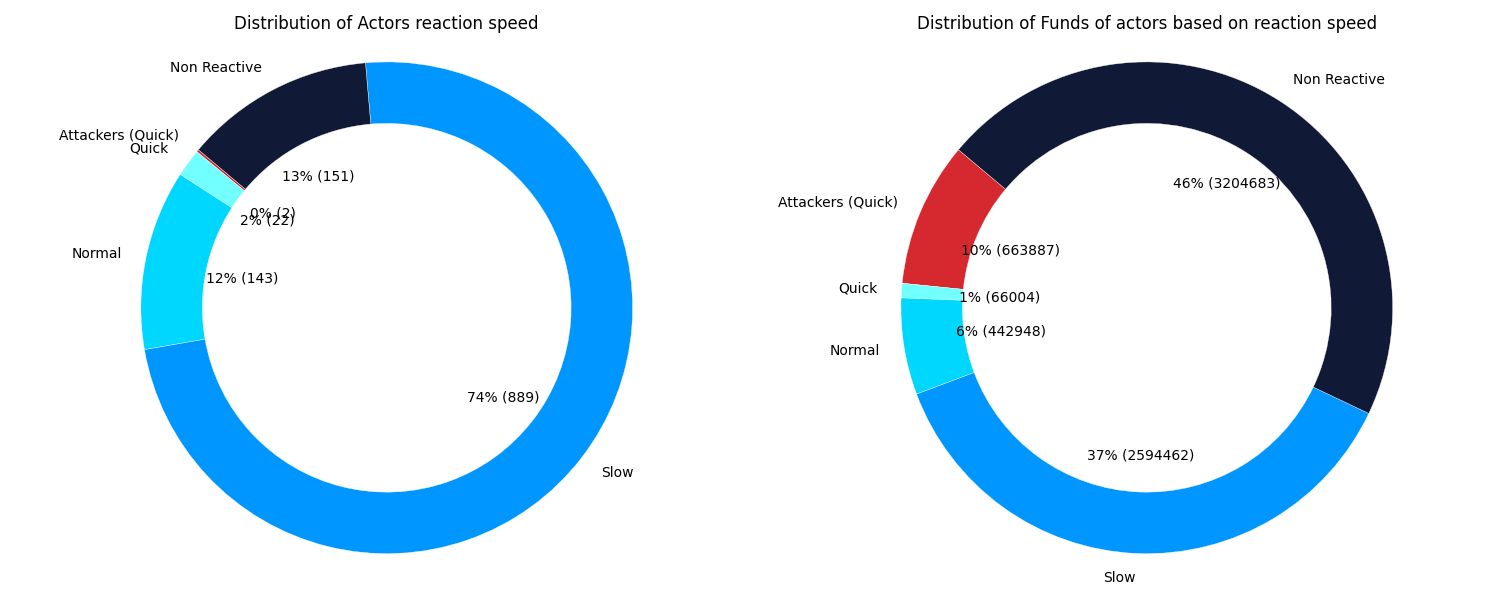 Distribution of Actors reaction speed
Non Reactive
Attackers (Quick)
Quick
Normal
Slow
13% (151)
0% (2)
2% (22)
12% (143)
74% (889)
Distribution of Funds of actors based on reaction speed
Non Reactive
Attackers (Quick)
Quick
Normal
Slow
46% (3204683)
10% (663887)
1% (66004)
6% (442948)
37% (2594462)